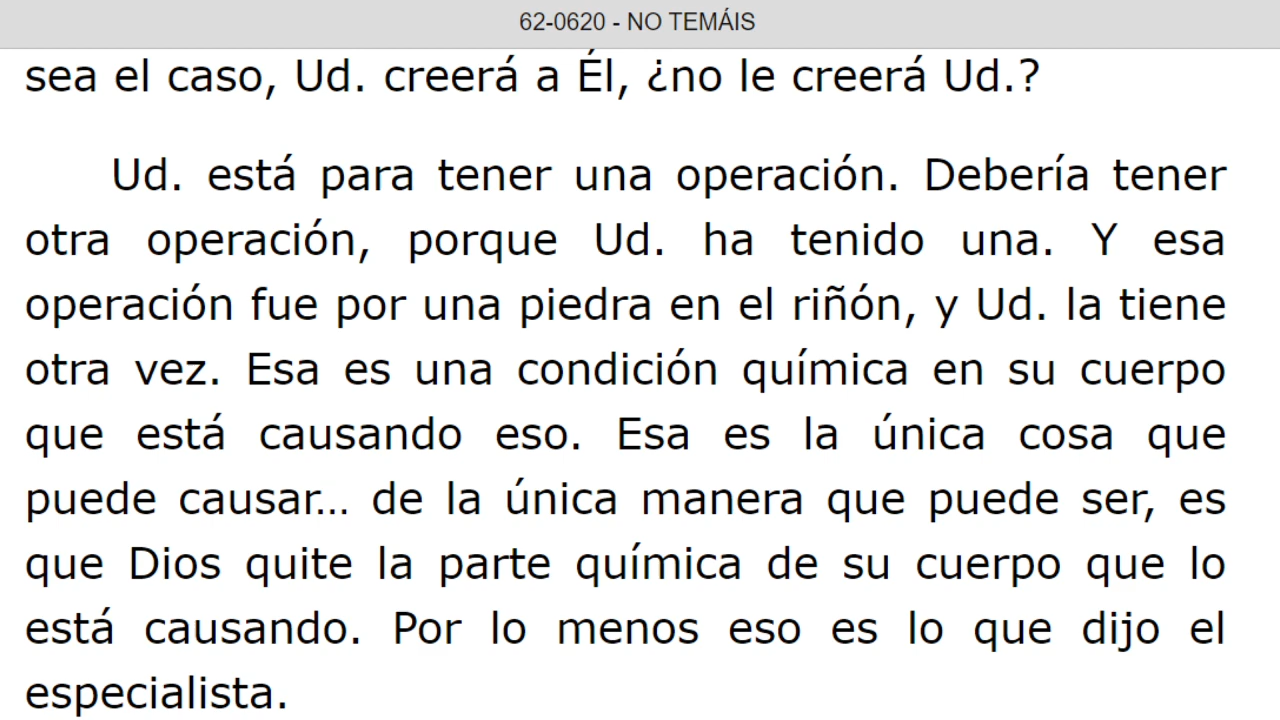 62-0620 - NO TEMÁIS
sea el caso, Ud. creerá a Él, ¿no le creerá Ud.?
Ud. está para tener una operación. Debería tener
otra operación, porque Ud. ha tenido una. Y esa
operación fue por una piedra en el riñón, y Ud. la tiene
otra vez. Esa es una condición química en su cuerpo
que está causando eso. Esa es la única cosa que
puede causar… de la única manera que puede ser, es
que Dios quite la parte química de su cuerpo que lo
está causando. Por lo menos eso es lo que dijo el
especialista.